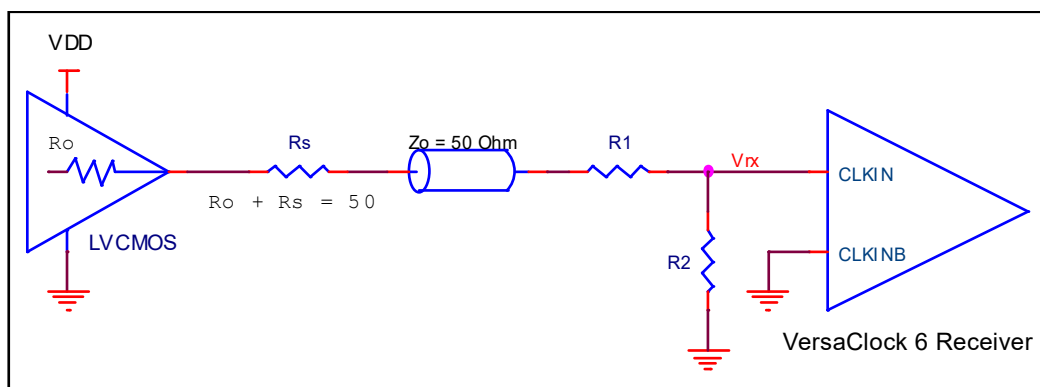 VDD
Ro
Rs
Zo = 50 Ohm
R1
Vrx
CLKIN
Ro + Rs = 50
LVCMOS
R2
CLKINB
VersaClock 6 Receiver